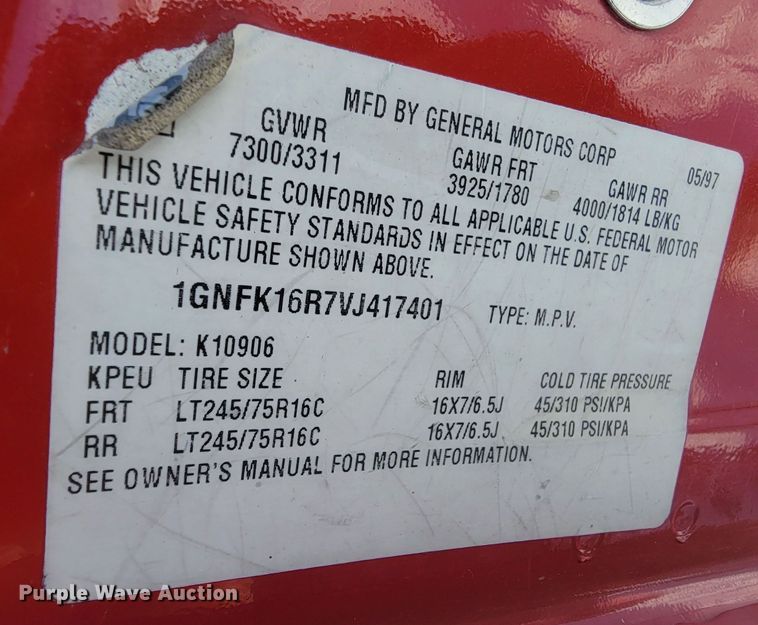 MFD BY GENERAL MOTORS CORP 05/97
GVWR GAWR FRT GAWR RR
7300/3311 3925/1780 4000/1814 LB/KG
THIS VEHICLE CONFORMS TO ALL APPLICABLE U.S. FEDERAL MOTOR
VEHICLE SAFETY STANDARDS IN EFFECT ON THE DATE OF
MANUFACTURE SHOWN ABOVE.
1GNFK16R7VJ417401 TYPE: M.P.V.
MODEL: K10906
KPEU TIRE SIZE RIM COLD TIRE PRESSURE
FRT LT245/75R16C 16X7/6.5J 45/310 PSI/KPA
RR LT245/75R16C 16X7/6.5J 45/310 PSI/KPA
SEE OWNER'S MANUAL FOR MORE INFORMATION.
Purple Wave Auction